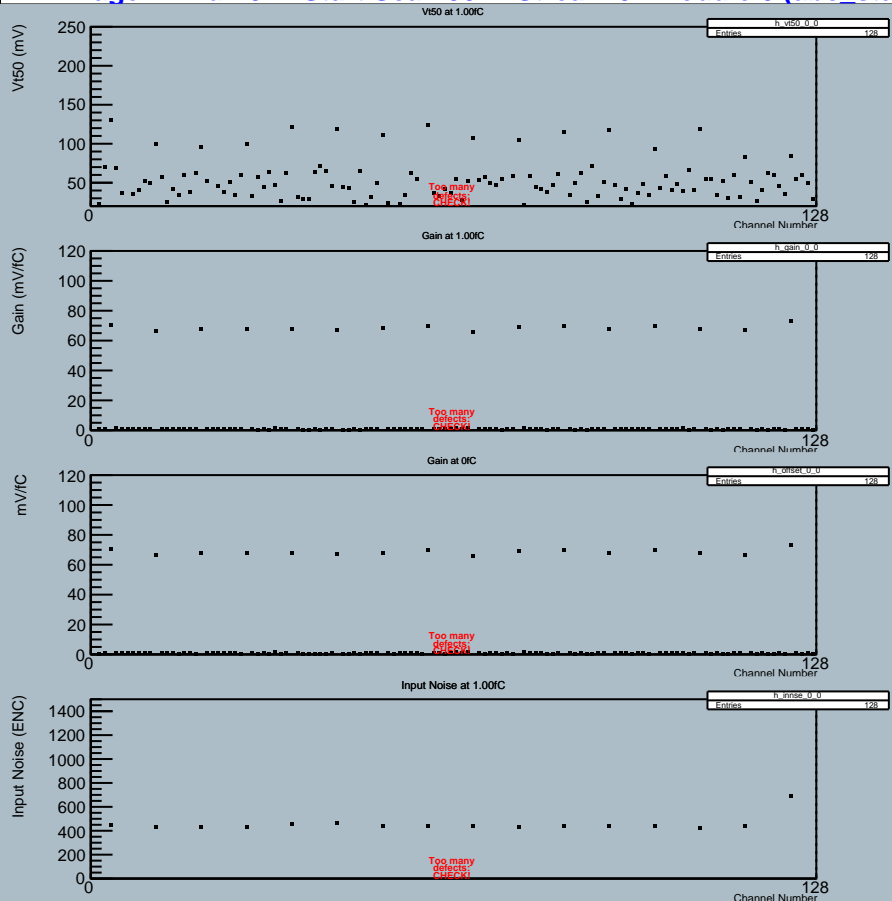 Vt50 at 1.00fC
h_vt50_0_0
Entries 128
Vt50 (mV)
250
200
150
100
50
0
Too many
defects:
CHECK!
128
Channel Number
Gain at 1.00fC
h_gain_0_0
Entries 128
Gain (mV/fC)
120
100
80
60
40
20
0
Too many
defects:
CHECK!
0
128
Channel Number
Gain at 0fC
h_offset_0_0
Entries 128
mV/fC
120
100
80
60
40
20
0
Too many
defects:
CHECK!
0
128
Channel Number
Input Noise at 1.00fC
h_innse_0_0
Entries 128
Input Noise (ENC)
1400
1200
1000
800
600
400
200
0
Too many
defects:
CHECK!
0
128
Channel Number